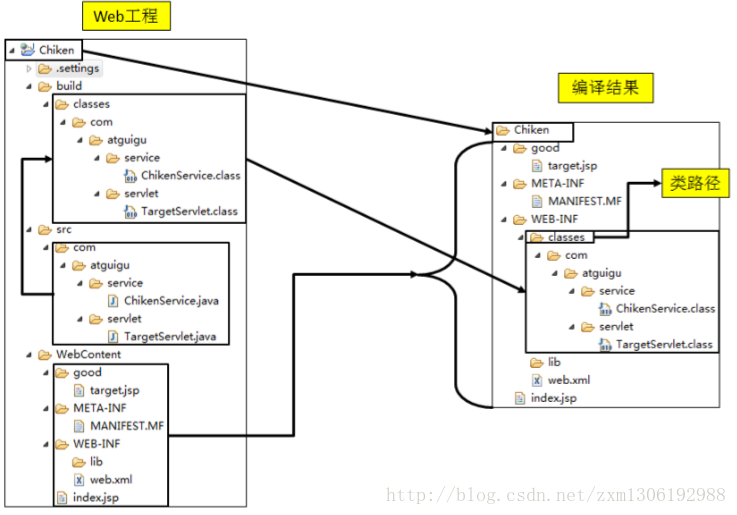 Web工程
Chiken
.settings
build
classes
com
atguigu
service
ChikenService.class
servlet
TargetServlet.class
src
com
atguigu
service
ChikenService.java
servlet
TargetServlet.java
WebContent
good
target.jsp
META-INF
MANIFEST.MF
WEB-INF
lib
web.xml
index.jsp
编译结果
Chiken
good
target.jsp
META-INF
MANIFEST.MF
WEB-INF
classes
类路径
com
atguigu
service
ChikenService.class
servlet
TargetServlet.class
lib
web.xml
index.jsp
http://blog.csdn.net/zxm1306192988